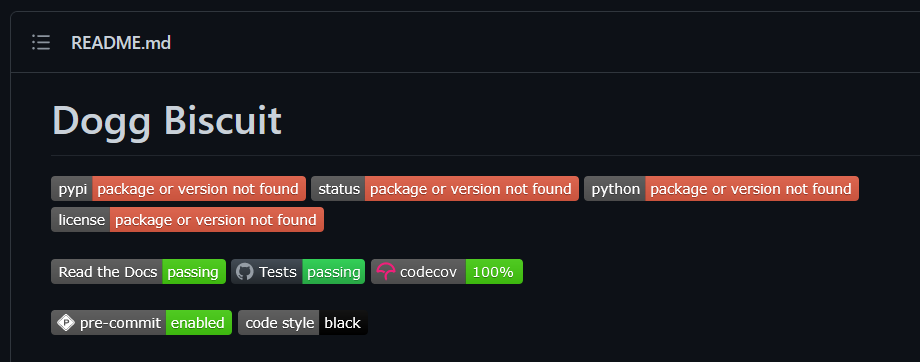 README.md
Dogg Biscuit
pypi package or version not found status package or version not found python package or version not found
license package or version not found
Read the Docs passing Tests passing codecov 100%
pre-commit enabled code style black